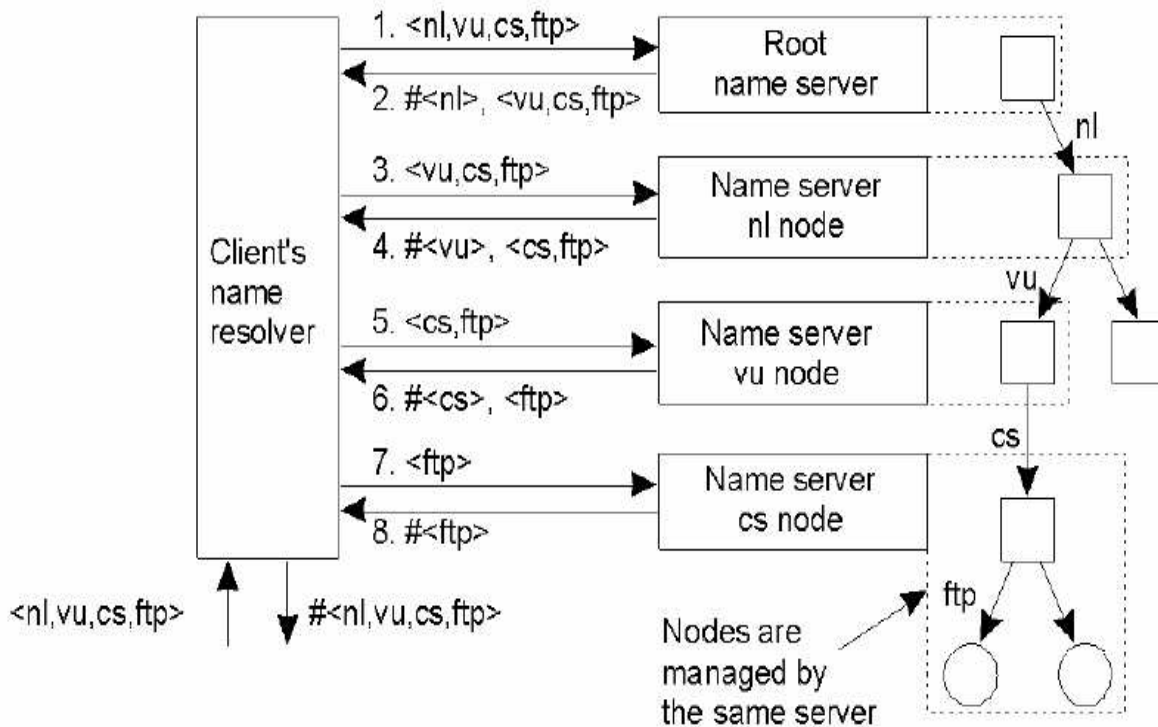 1. <nl,vu,cs,ftp>
Root
name server
2. #<nl>, <vu,cs,ftp>
nl
3. <vu,cs,ftp>
Name server
nl node
4. #<vu>, <cs,ftp>
Client's
name
resolver
vu
5. <cs,ftp>
Name server
vu node
6. #<cs>, <ftp>
cs
7. <ftp>
Name server
cs node
8. #<ftp>
<nl,vu,cs,ftp>
#<nl,vu,cs,ftp>
ftp
Nodes are
managed by
the same server